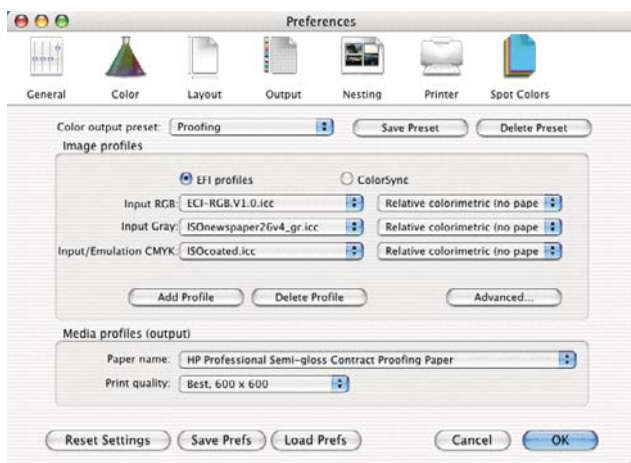 Preferences
General Color Layout Output Nesting Printer Spot Colors
Color output preset: Proofing Save Preset Delete Preset
Image profiles
EFI profiles ColorSync
Input RGB: ECI-RGB.V1.0.icc Relative colorimetric (no pape
Input Gray: ISOnewspaper26v4_gr.icc Relative colorimetric (no pape
Input/Emulation CMYK: ISOcoated.icc Relative colorimetric (no pape
Add Profile Delete Profile Advanced...
Media profiles (output)
Paper name: HP Professional Semi-gloss Contract Proofing Paper
Print quality: Best, 600 x 600
Reset Settings Save Prefs Load Prefs Cancel OK